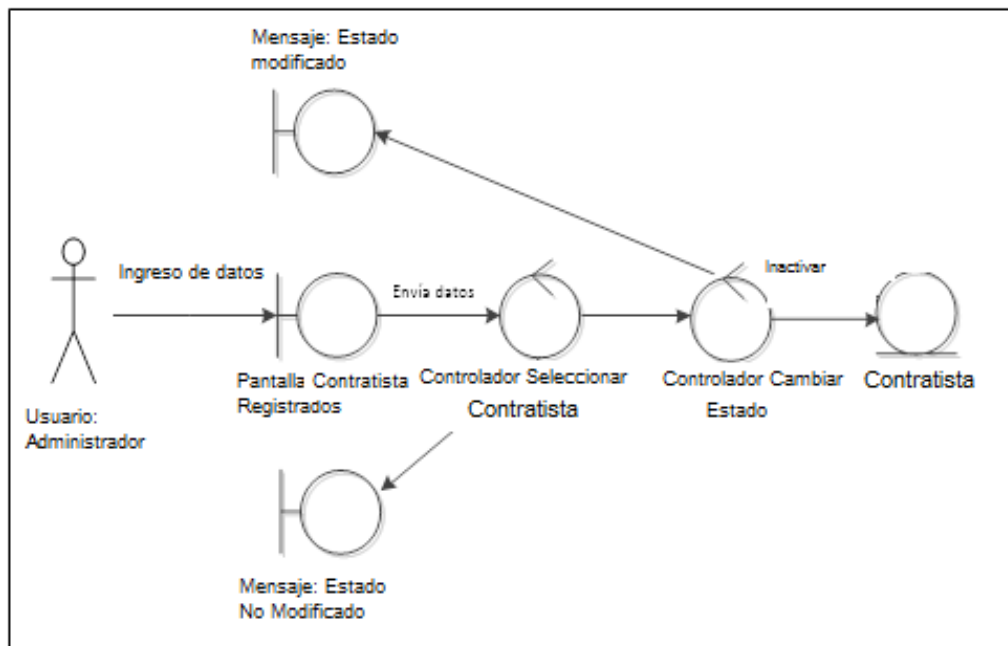 Mensaje: Estado
modificado
Ingreso de datos
Envía datos
Inactivar
Pantalla Contratista
Registrados
Controlador Seleccionar
Contratista
Controlador Cambiar
Estado
Contratista
Usuario:
Administrador
Mensaje: Estado
No Modificado